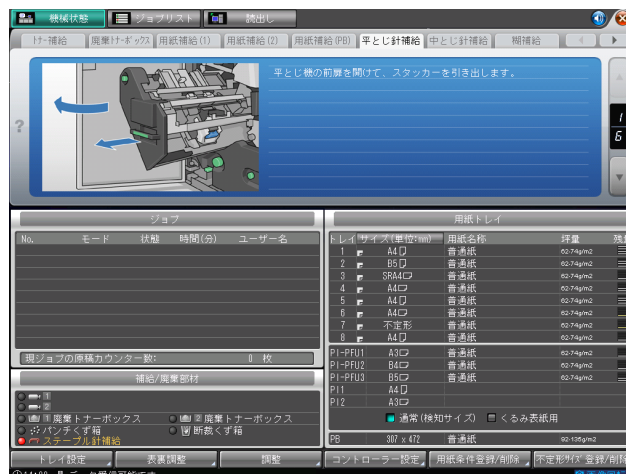 機械状態 ジョブリスト 読出し
トナー補給 廃棄トナーボックス 用紙補給(1) 用紙補給(2) 用紙補給(PB) 平とじ針補給 中とじ針補給 糊補給
平とじ機の前扉を開けて、スタッカーを引き出します。
?
1
6
ジョブ
No. モード 状態 時間(分) ユーザー名
現ジョブの原稿カウンター数: 0 枚
補給/廃棄部材
1
2
1 廃棄トナーボックス 2 廃棄トナーボックス
パンチくず箱 断裁くず箱
ステープル針補給
用紙トレイ
トレイ サイズ(単位:mm) 用紙名称 坪量
1 A4 普通紙 62-74g/m2
2 B5 普通紙 62-74g/m2
3 SRA4 普通紙 62-74g/m2
4 A4 普通紙 62-74g/m2
5 A4 普通紙 62-74g/m2
6 A4 普通紙 62-74g/m2
7 不定形 普通紙 62-74g/m2
8 A4 普通紙 62-74g/m2
PI-PFU1 A3 普通紙 62-74g/m2
PI-PFU2 B4 普通紙 62-74g/m2
PI-PFU3 B5 普通紙 62-74g/m2
PI1 A4
PI2 A3
通常(検知サイズ) くるみ表紙用
PB 307 x 472 普通紙 92-135g/m2
トレイ設定 表裏調整 調整 コントローラー設定 用紙条件登録/削除 不定形サイズ登録/削除